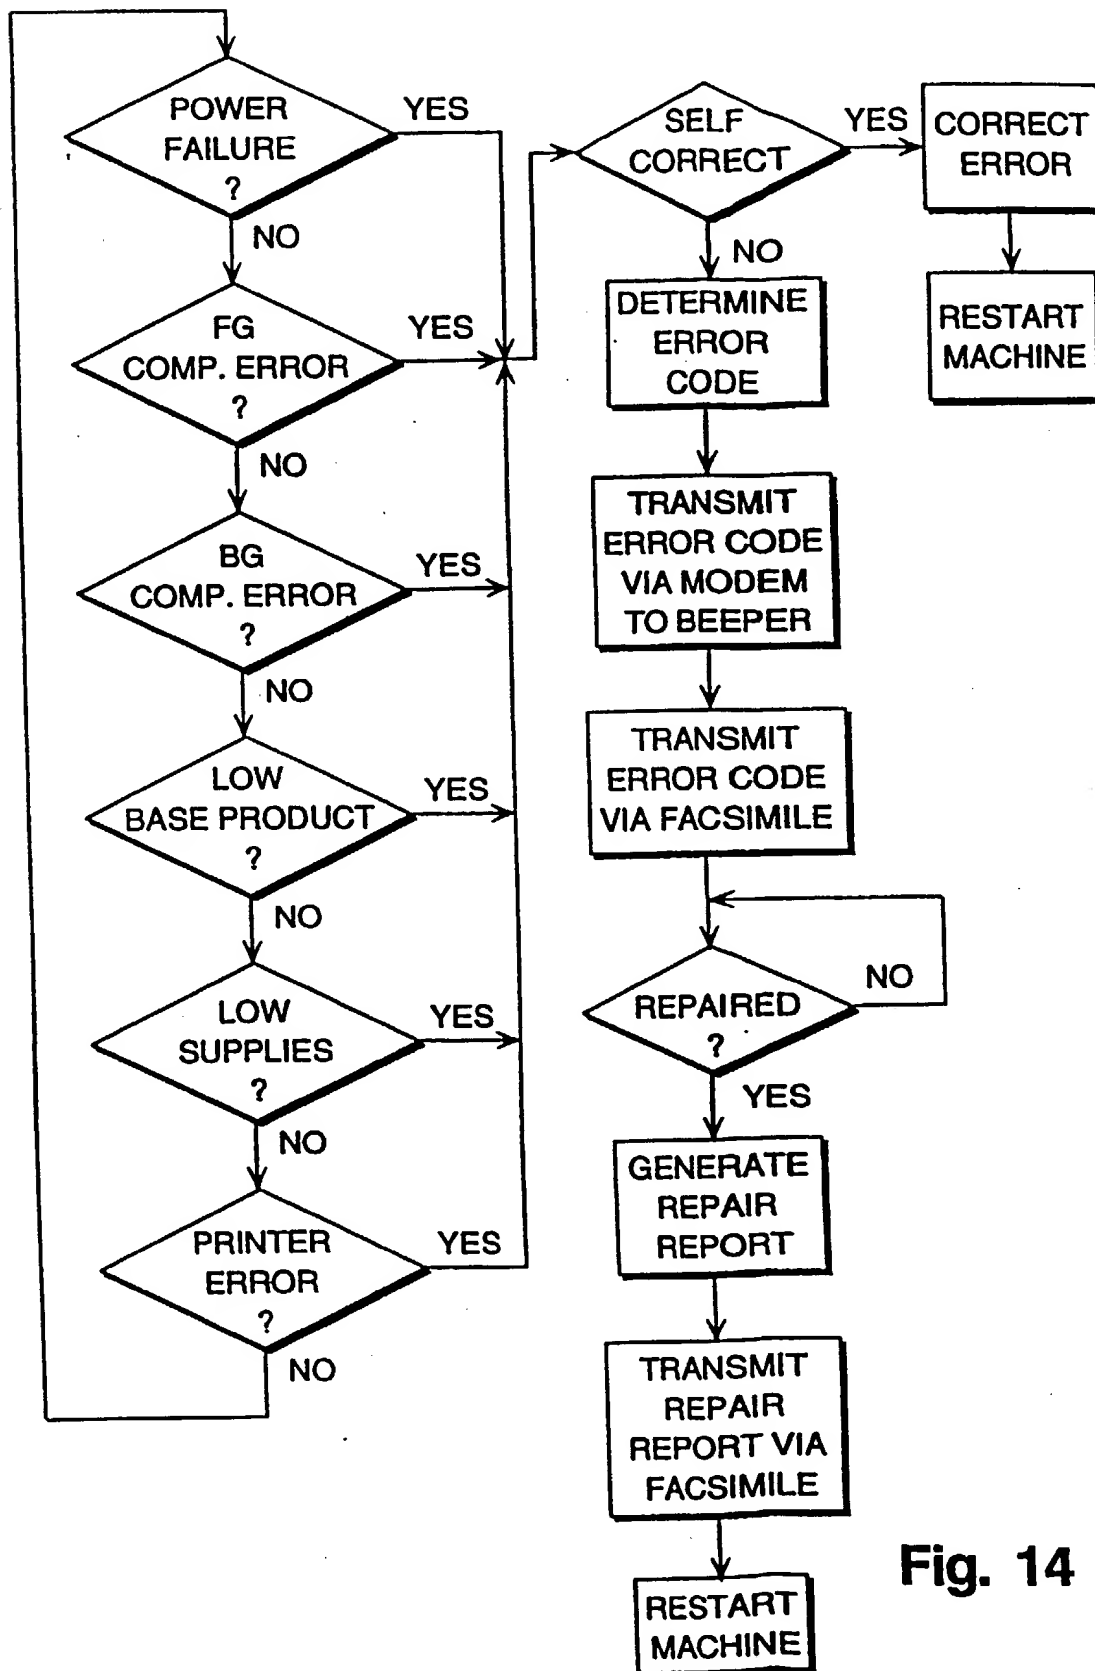 POWER
FAILURE
?
YES
NO
FG
COMP. ERROR
?
YES
NO
BG
COMP. ERROR
?
YES
NO
LOW
BASE PRODUCT
?
YES
NO
LOW
SUPPLIES
?
YES
NO
PRINTER
ERROR
?
YES
NO
SELF
CORRECT
YES
CORRECT
ERROR
RESTART
MACHINE
NO
DETERMINE
ERROR
CODE
TRANSMIT
ERROR CODE
VIA MODEM
TO BEEPER
TRANSMIT
ERROR CODE
VIA FACSIMILE
REPAIRED
?
NO
YES
GENERATE
REPAIR
REPORT
TRANSMIT
REPAIR
REPORT VIA
FACSIMILE
RESTART
MACHINE
Fig. 14